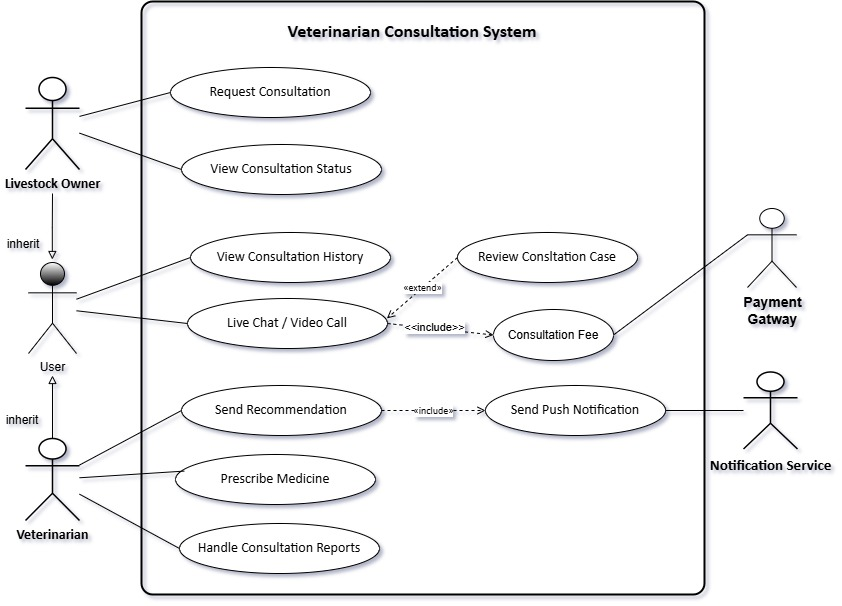 Veterinarian Consultation System
Request Consultation
View Consultation Status
Livestock Owner
inherit
View Consultation History
Review Consltation Case
«extend»
Live Chat / Video Call
<<include>>
Consultation Fee
Payment
Gatway
User
inherit
Send Recommendation
«include»
Send Push Notification
Notification Service
Prescribe Medicine
Veterinarian
Handle Consultation Reports